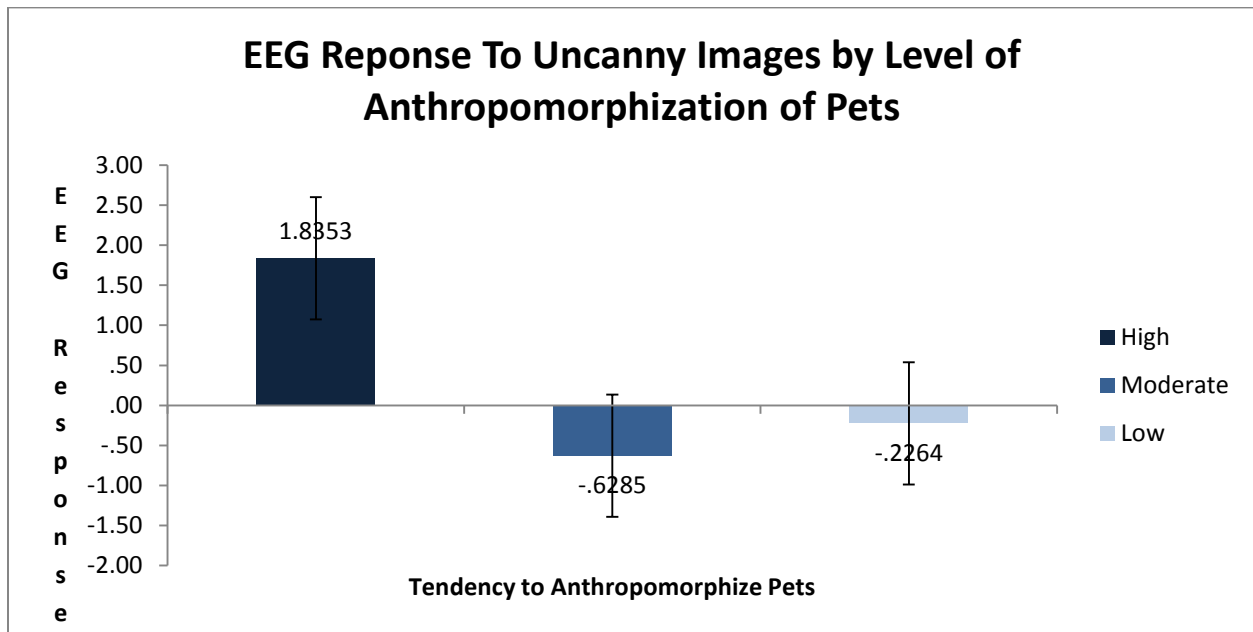 EEG Reponse To Uncanny Images by Level of
Anthropomorphization of Pets
EEG Response
3.00
2.50
2.00
1.50
1.00
.50
.00
-.50
-1.00
-1.50
-2.00
1.8353
-.6285
-.2264
Tendency to Anthropomorphize Pets
High
Moderate
Low